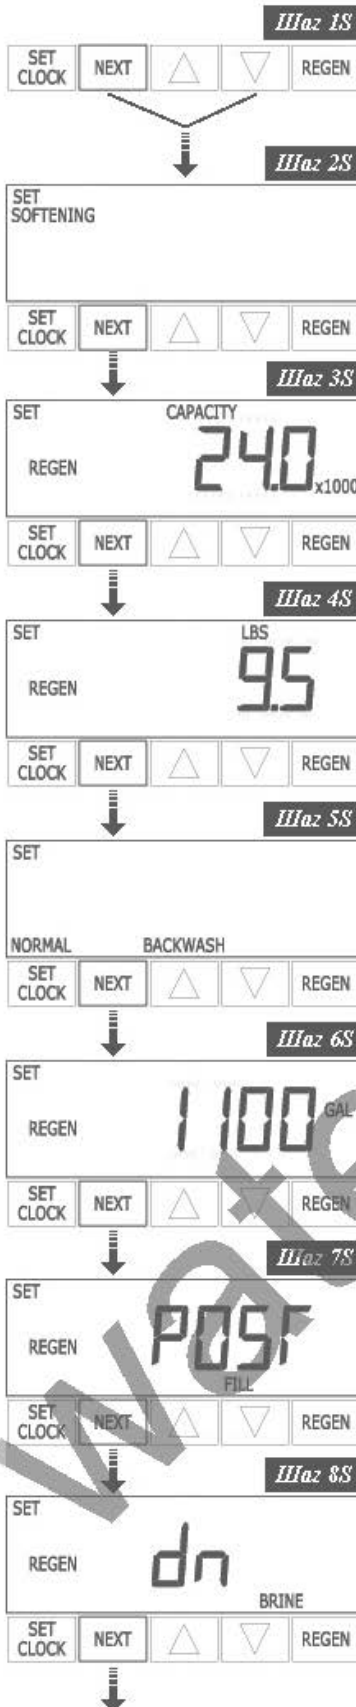 Шаг 1S
SET CLOCK NEXT REGEN
Шаг 2S
SET
SOFTENING
SET CLOCK NEXT REGEN
Шаг 3S
SET CAPACITY
24.0
REGEN x1000
SET CLOCK NEXT REGEN
Шаг 4S
SET LBS
9.5
REGEN
SET CLOCK NEXT REGEN
Шаг 5S
SET
NORMAL BACKWASH
SET CLOCK NEXT REGEN
Шаг 6S
SET
1100 GAL
REGEN
SET CLOCK NEXT REGEN
Шаг 7S
SET
REGEN POST
FILL
SET CLOCK NEXT REGEN
Шаг 8S
SET
REGEN dn
BRINE
SET CLOCK NEXT REGEN